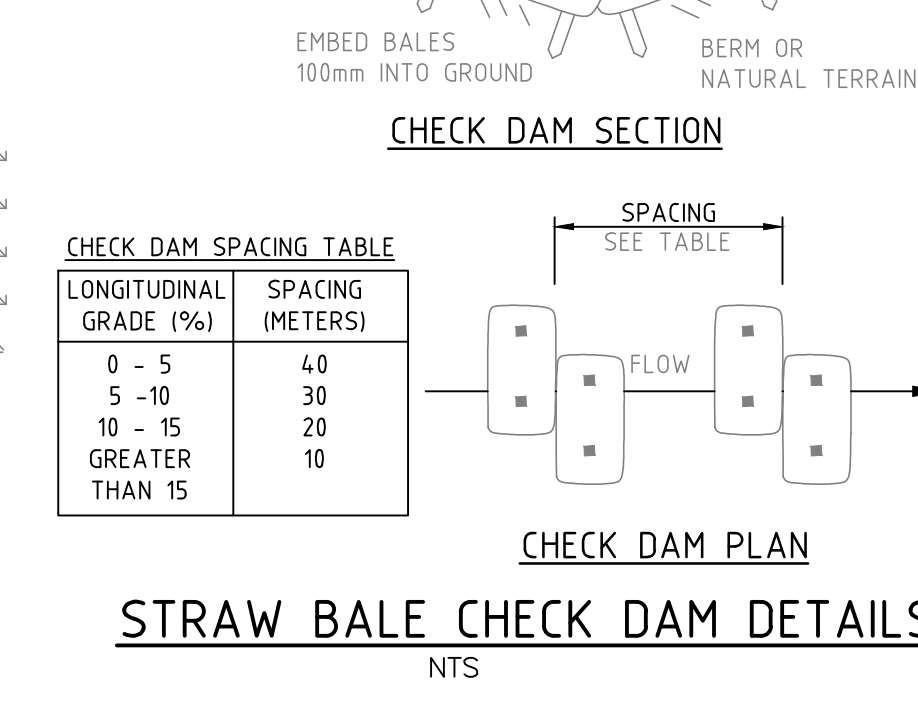 EMBED BALES
100mm INTO GROUND
BERM OR
NATURAL TERRAIN
CHECK DAM SECTION
SPACING
SEE TABLE
CHECK DAM SPACING TABLE
LONGITUDINAL SPACING
GRADE (%) (METERS)
0 - 5 40
5 -10 30
10 - 15 20
GREATER 10
THAN 15
FLOW
CHECK DAM PLAN
STRAW BALE CHECK DAM DETAILS
NTS